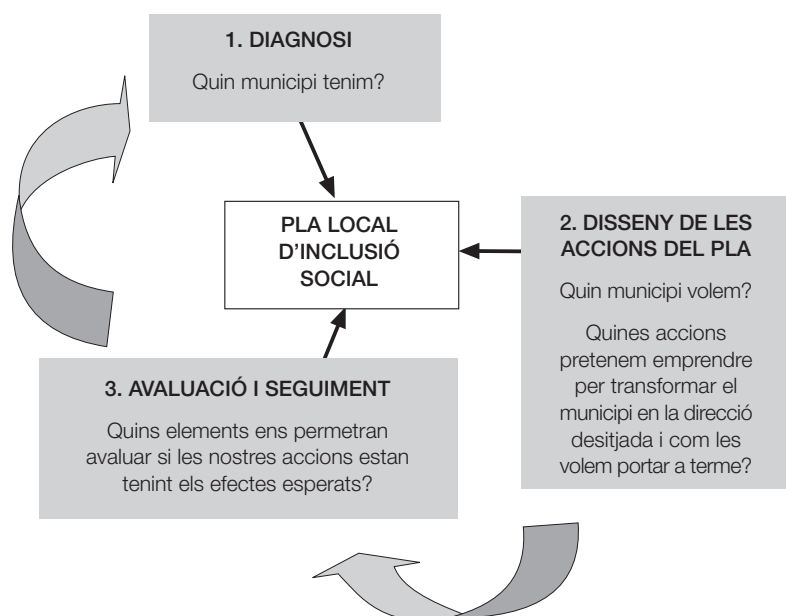 1. DIAGNOSI
Quin municipi tenim?
PLA LOCAL
D’INCLUSIÓ
SOCIAL
2. DISSENY DE LES
ACCIONS DEL PLA
Quin municipi volem?
Quines accions
pretenem emprendre
per transformar el
municipi en la direcció
desitjada i com les
volem portar a terme?
3. AVALUACIÓ I SEGUIMENT
Quins elements ens permetran
avaluar si les nostres accions estan
tenint els efectes esperats?